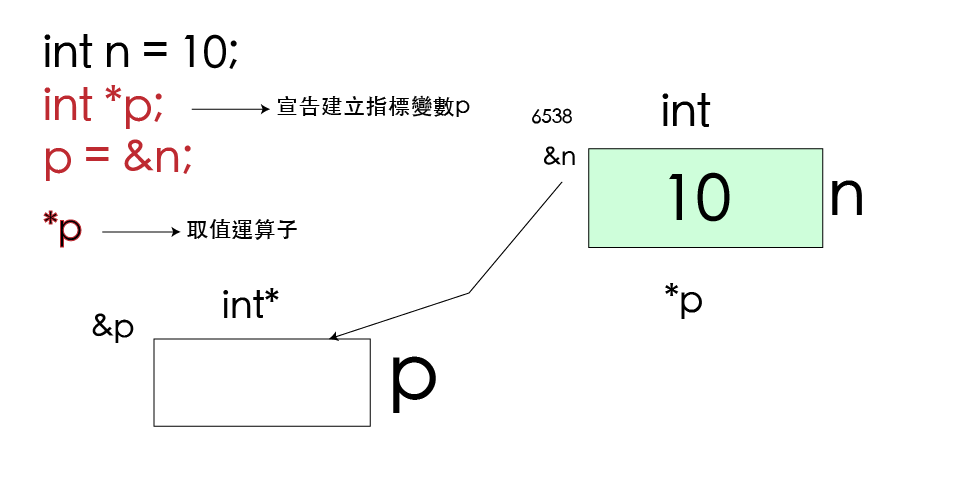 int n = 10;
int *p;
宣告建立指標變數p
p = &n;
*p
取值運算子
6538
int
&n
10
n
*p
int*
&p
p